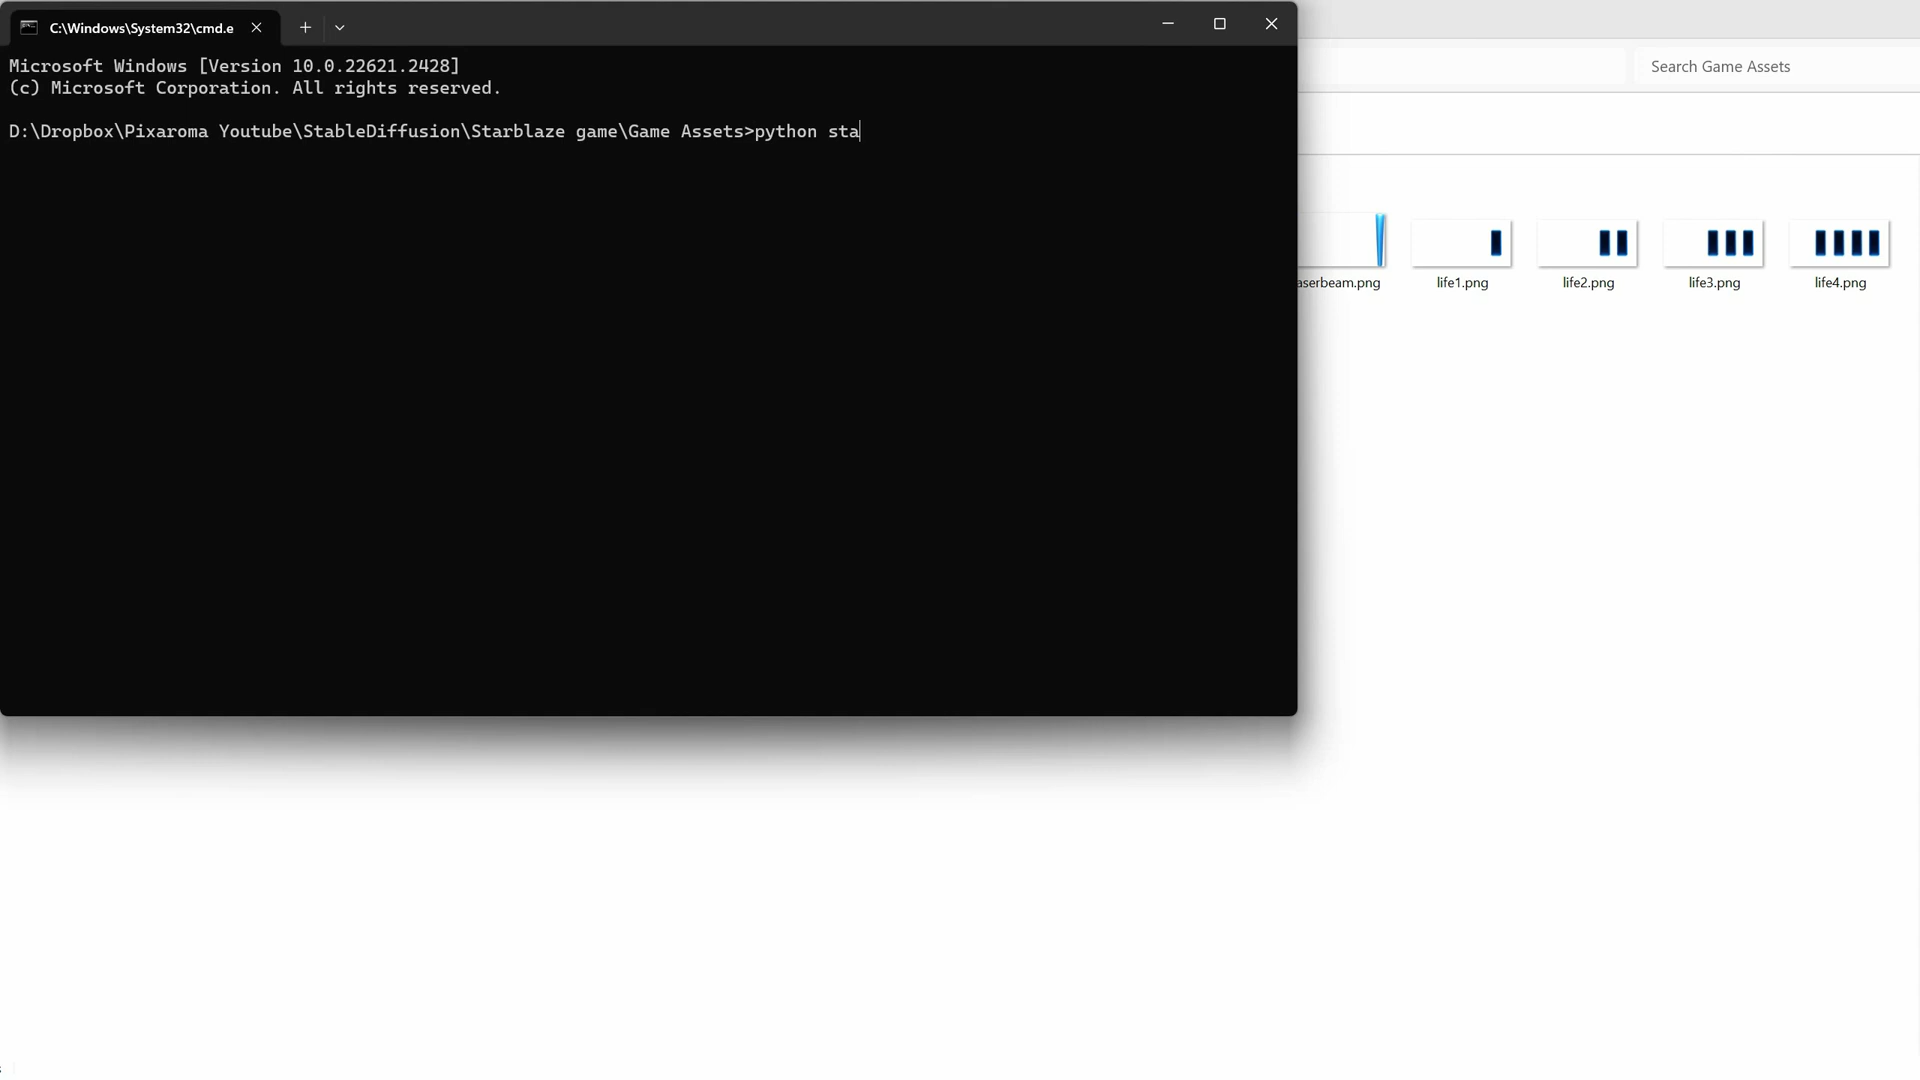 C:\Windows\System32\cmd.e
Microsoft Windows [Version 10.0.22621.2428]
(c) Microsoft Corporation. All rights reserved.
D:\Dropbox\Pixaroma Youtube\StableDiffusion\Starblaze game\Game Assets>python sta
Search Game Assets
aserbeam.png
life1.png
life2.png
life3.png
life4.png